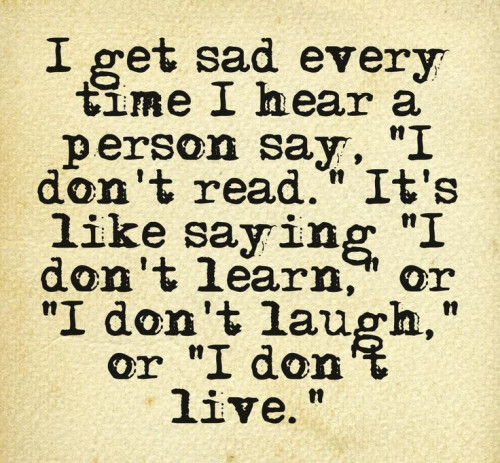 I get sad every
time I hear a
person say, "I
don't read." It's
like saying "I
don't learn," or
"I don't laugh,"
or "I don't
live."